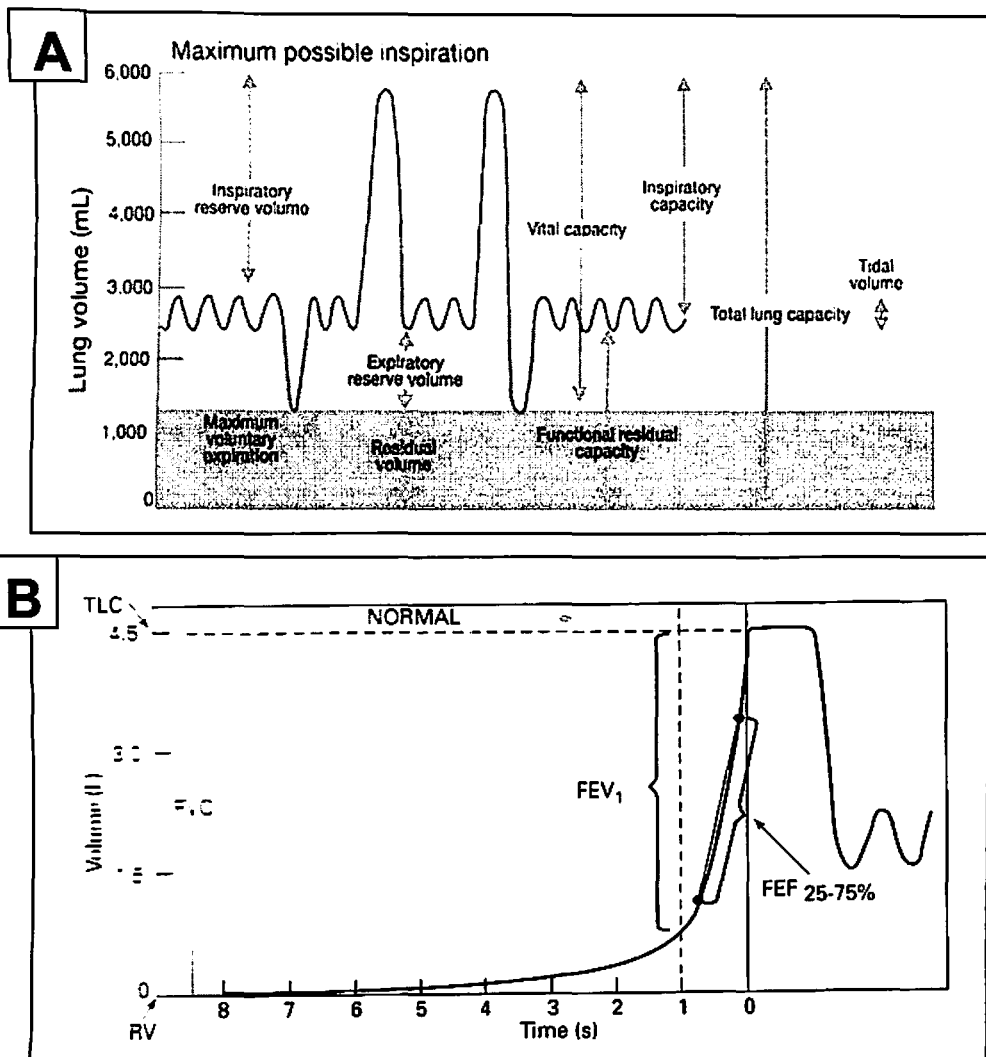 A
Maximum possible inspiration
6,000
5,000
4,000
3,000
2,000
1,000
0
Lung volume (mL)
Inspiratory
reserve volume
Vital capacity
Inspiratory
capacity
Tidal
volume
Total lung capacity
Expiratory
reserve volume
Maximum
voluntary
expiration
Residual
volume
Functional residual
capacity
B
TLC
NORMAL
Volume (l)
0
RV
FEV1
FEF 25-75%
8 7 6 5 4 3 2 1 0
Time (s)